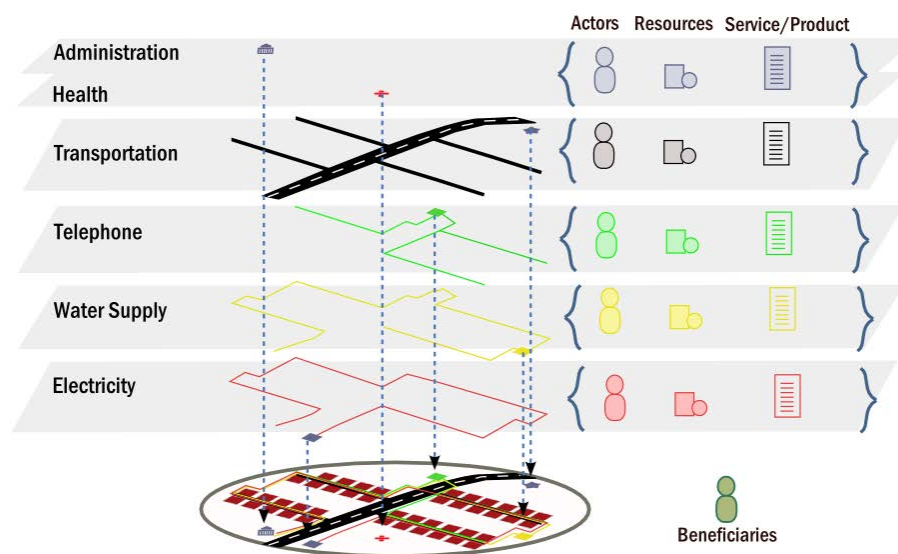 Actors Resources Service/Product
Administration
Health
Transportation
Telephone
Water Supply
Electricity
Beneficiaries